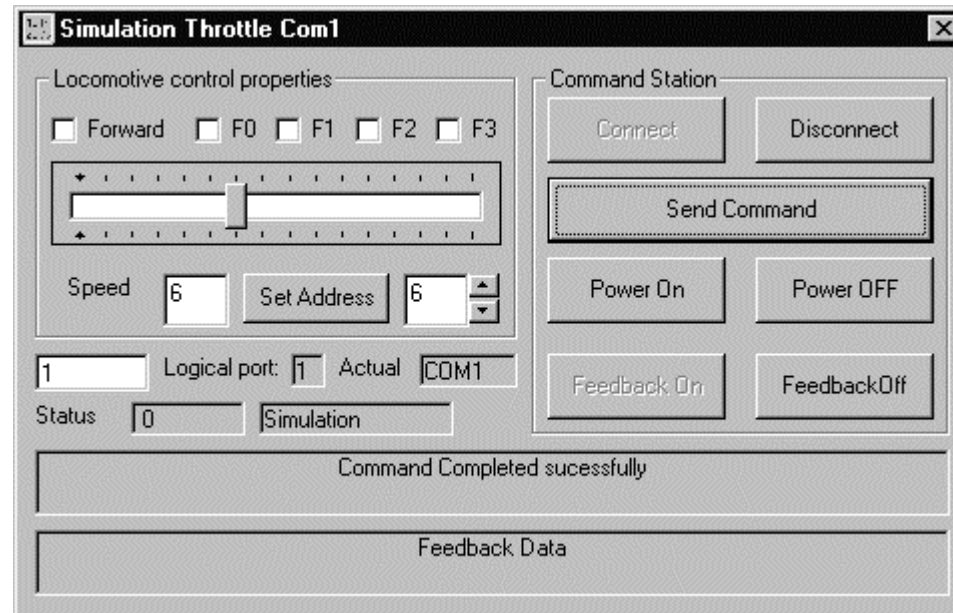 Simulation Throttle Com1
Locomotive control properties
Forward F0 F1 F2 F3
Speed 6 Set Address 6
1 Logical port: 1 Actual COM1
Status 0 Simulation
Command Station
Connect Disconnect
Send Command
Power On Power OFF
Feedback On FeedbackOff
Command Completed sucessfully
Feedback Data